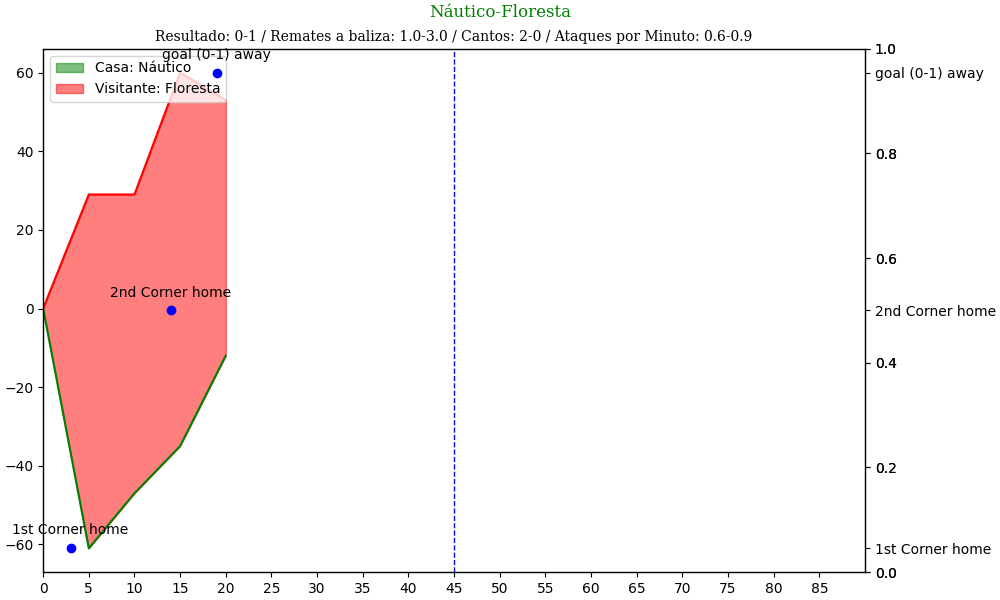 Náutico-Floresta
Resultado: 0-1 / Remates a baliza: 1.0-3.0 / Cantos: 2-0 / Ataques por Minuto: 0.6-0.9
goal (0-1) away
Casa: Náutico
Visitante: Floresta
2nd Corner home
1st Corner home
60
40
20
0
−20
−40
−60
1.0
goal (0-1) away
0.8
0.6
2nd Corner home
0.4
0.2
1st Corner home
0.0
0 5 10 15 20 25 30 35 40 45 50 55 60 65 70 75 80 85